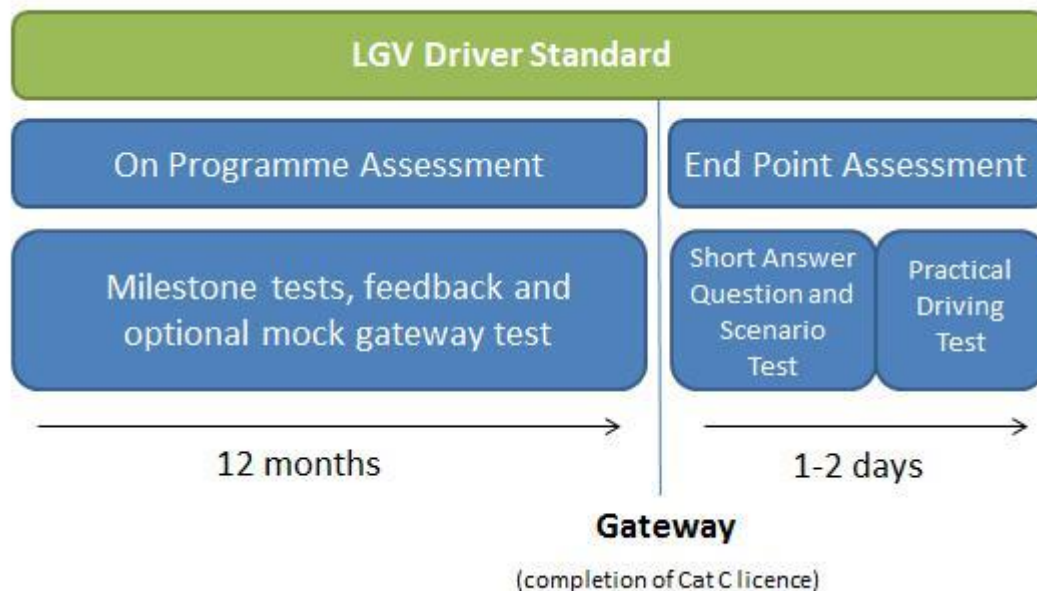 LGV Driver Standard
On Programme Assessment
End Point Assessment
Milestone tests, feedback and
optional mock gateway test
Short Answer
Question and
Scenario
Test
Practical
Driving
Test
12 months
1-2 days
Gateway
(completion of Cat C licence)